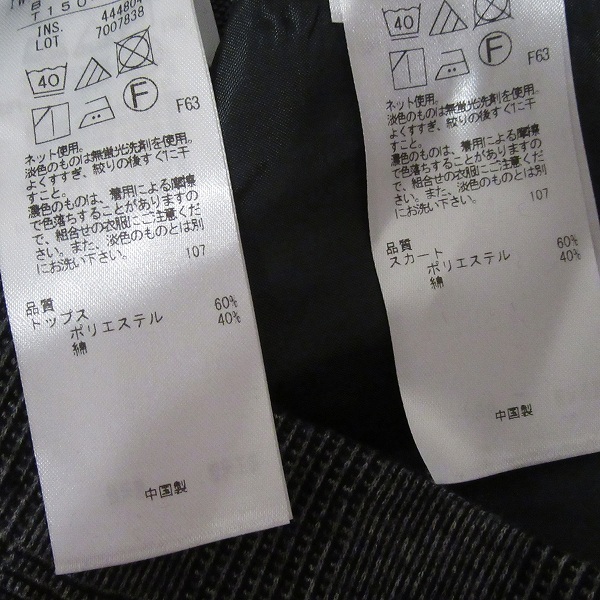 T150
444804
INS. 7007838
LOT
40
F
F63
ネット使用。
淡色のものは無蛍光洗剤を使用。
よくすすぎ、絞りの後すぐに干
すこと。
濃色のものは、着用による摩擦
で色落ちすることがありますの
で、組合せの衣服にご注意くだ
さい。また、淡色のものとは別
にお洗い下さい。 107
品質
トップス
ポリエステル 60%
綿 40%
中国製
40
F
F63
ネット使用。
淡色のものは無蛍光洗剤を使用。
よくすすぎ、絞りの後すぐに干
すこと。
濃色のものは、着用による摩擦
で色落ちすることがありますの
で、組合せの衣服にご注意くだ
さい。また、淡色のものとは別
にお洗い下さい。 107
品質
スカート
ポリエステル 60%
綿 40%
中国製